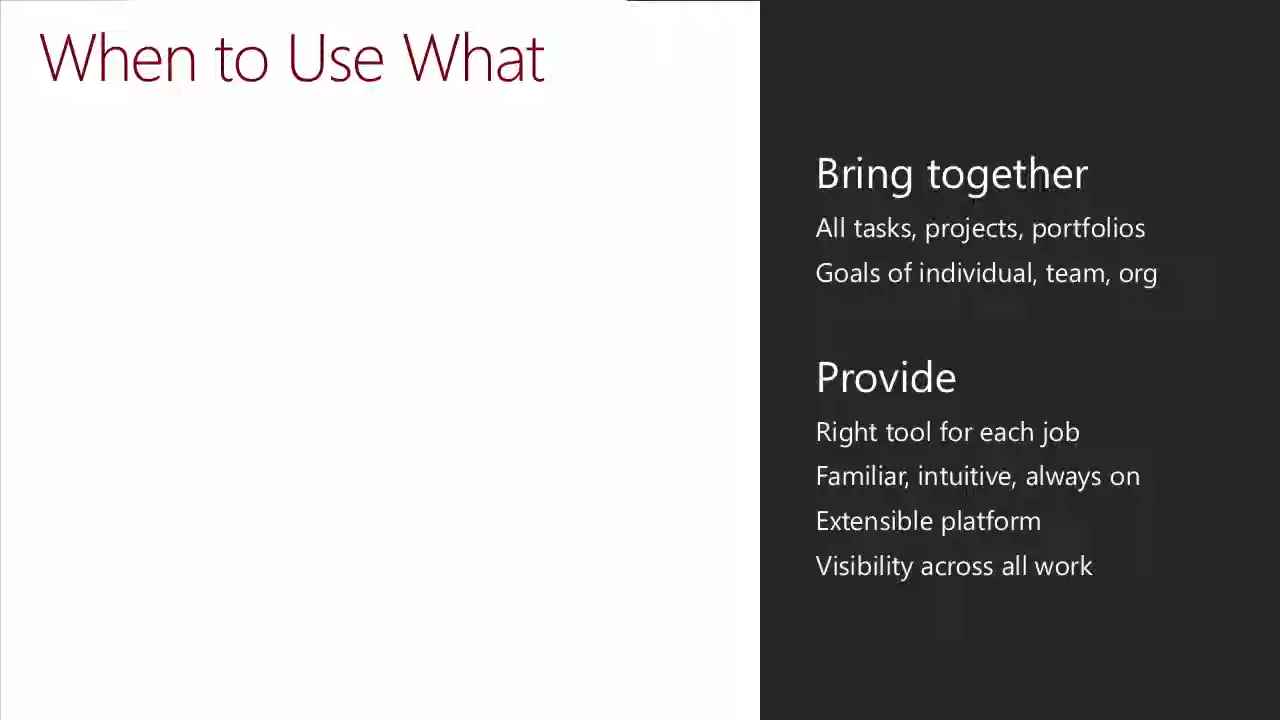 When to Use What
Bring together
All tasks, projects, portfolios
Goals of individual, team, org
Provide
Right tool for each job
Familiar, intuitive, always on
Extensible platform
Visibility across all work